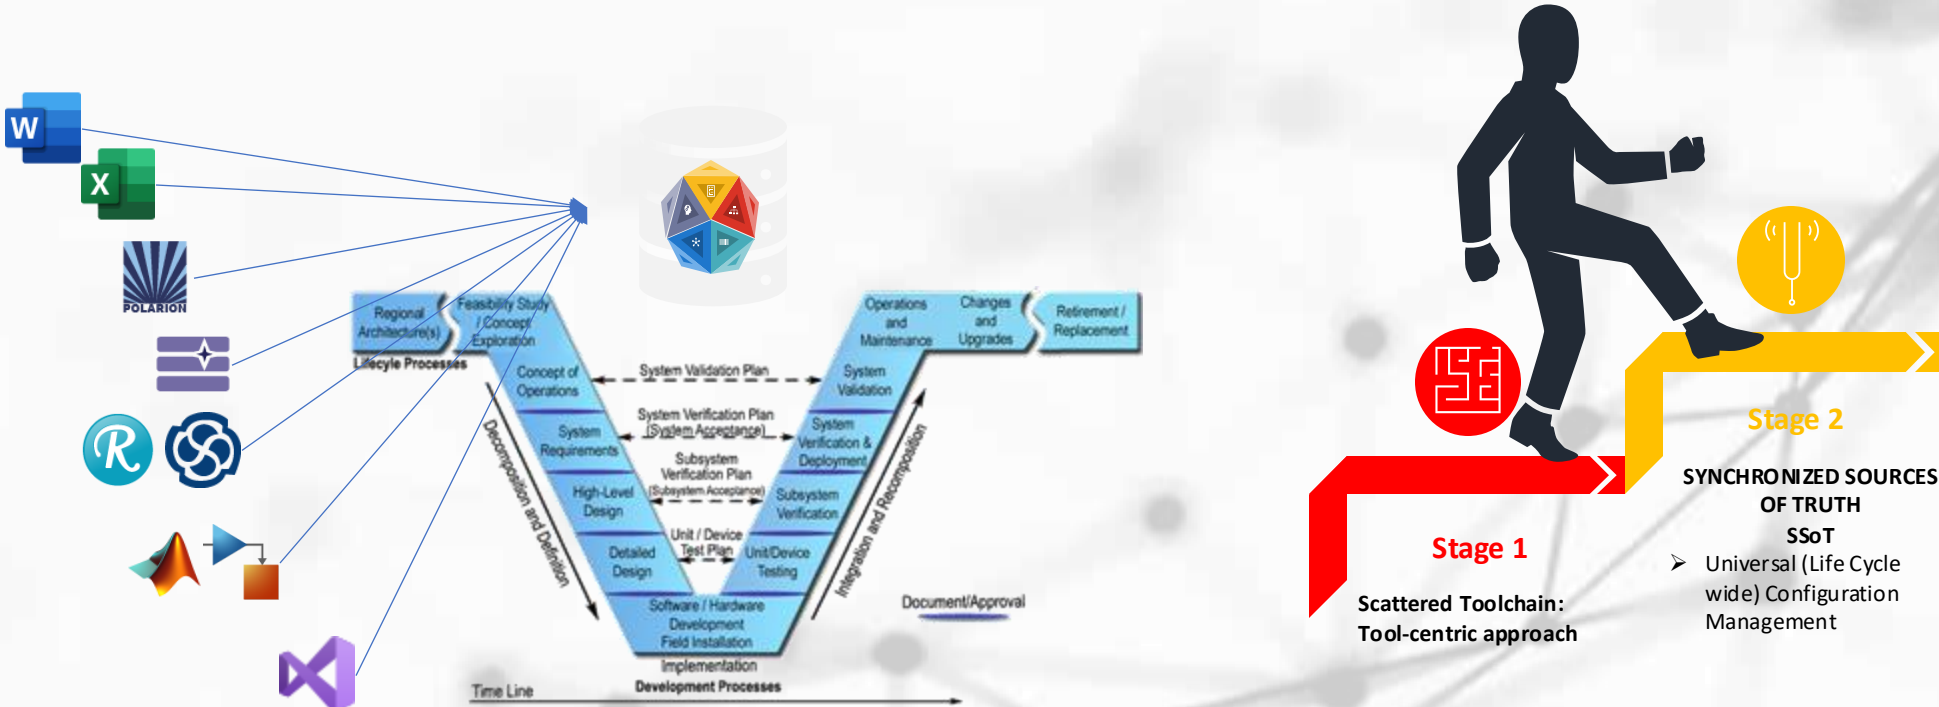 W
X
POLARION
R
Regional
Architecture(s)
Feasibility Study
/ Concept
Exploration
Operations
and
Maintenance
Changes
and
Upgrades
Retirement /
Replacement
Lifecyle Processes
Concept of
Operations
System Validation Plan
System
Validation
System
Requirements
System Verification Plan
(System Acceptance)
System
Verification &
Deployment
High-Level
Design
Subsystem
Verification Plan
(Subsystem Acceptance)
Subsystem
Verification
Detailed
Design
Unit / Device
Test Plan
Unit/Device
Testing
Decomposition and Definition
Integration and Recomposition
Software / Hardware
Development
Field Installation
Document/Approval
Implementation
Time Line
Development Processes
Stage 1
Scattered Toolchain:
Tool-centric approach
Stage 2
SYNCHRONIZED SOURCES
OF TRUTH
SSoT
➢ Universal (Life Cycle
wide) Configuration
Management